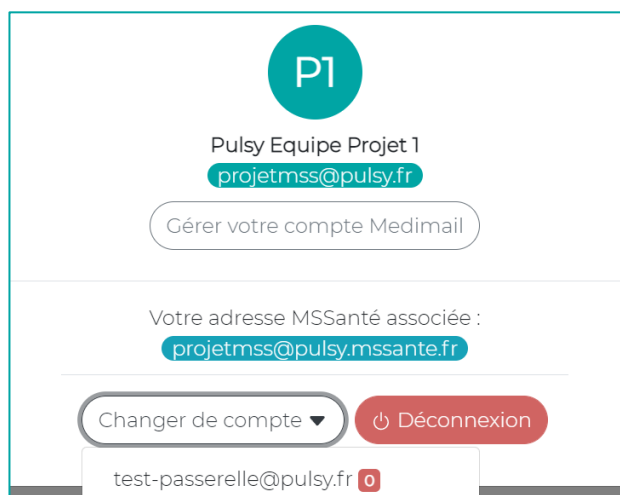 P1
Pulsy Equipe Projet 1
projetmss@pulsy.fr
Gérer votre compte Medimail
Votre adresse MSSanté associée :
projetmss@pulsy.mssante.fr
Changer de compte
Déconnexion
test-passerelle@pulsy.fr 0